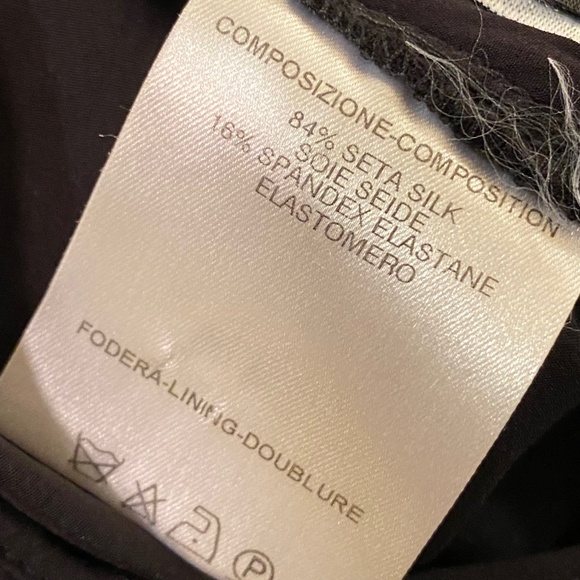 COMPOSIZIONE-COMPOSITION
84% SETA SILK
SOIE SEIDE
16% SPANDEX ELASTANE
ELASTOMERO
FODERA-LINING-DOUBLURE
P